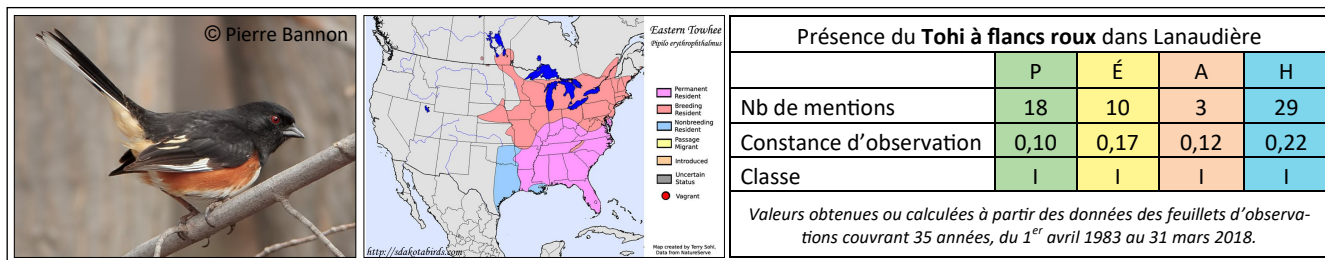 © Pierre Bannon
Eastern Towhee
Pipilo erythrophthalmus
Permanent
Resident
Breeding
Resident
Nonbreeding
Resident
Passage
Migrant
Introduced
Uncertain
Status
Vagrant
http://sdakotabirds.com
Map created by Terry Sohl,
Data from NatureServe
Présence du Tohi à flancs roux dans Lanaudière
P É A H
Nb de mentions 18 10 3 29
Constance d’observation 0,10 0,17 0,12 0,22
Classe I I I I
Valeurs obtenues ou calculées à partir des données des feuillets d’observa-
tions couvrant 35 années, du 1er avril 1983 au 31 mars 2018.